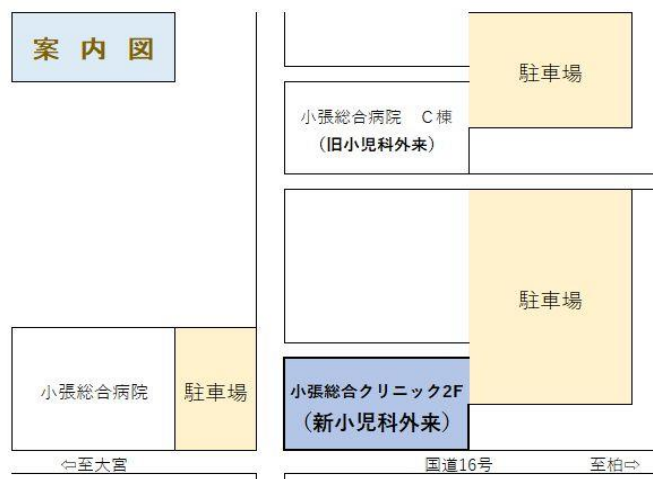 案 内 図
駐車場
小張総合病院　C棟
（旧小児科外来）
駐車場
小張総合病院
駐車場
小張総合クリニック2F
（新小児科外来）
⇦至大宮
国道16号
至柏⇨